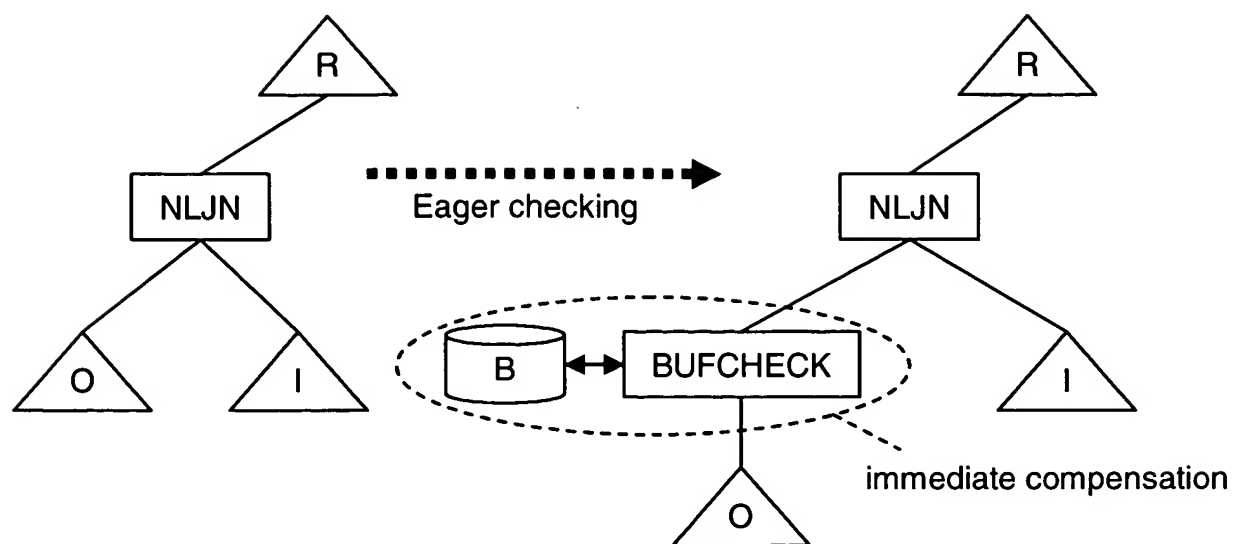 R
R
NLJN
Eager checking
NLJN
O
I
B
BUFCHECK
I
immediate compensation
O